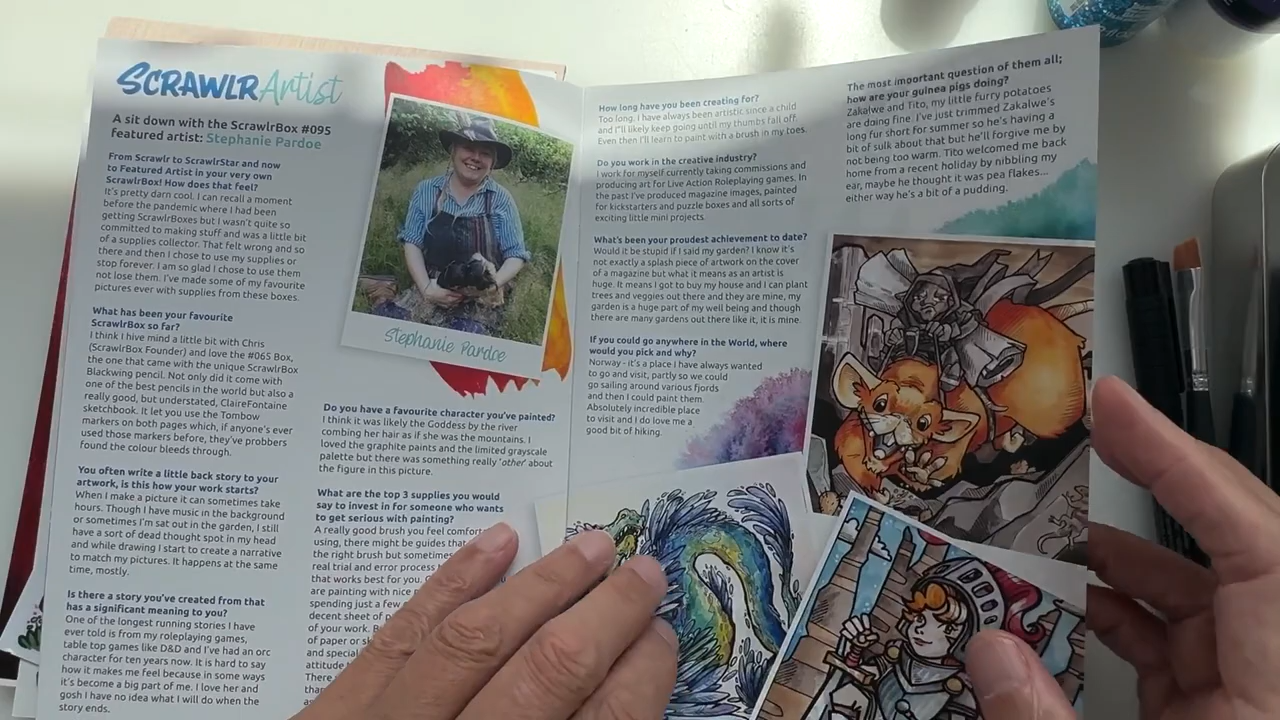 SCRAWLR Artist
A sit down with the ScrawlrBox #095
featured artist: Stephanie Pardoe
From Scrawlr to ScrawlrStar and now
to Featured Artist in your very own
ScrawlrBox! How does that feel?
It's pretty darn cool. I can recall a moment
before the pandemic where I had been
getting ScrawlrBoxes but I wasn't quite so
committed to making stuff and was a little bit
of a supplies collector. That felt wrong and so
there and then I chose to use my supplies or
stop forever. I am so glad I chose to use them
not lose them. I've made some of my favourite
pictures ever with supplies from these boxes.
What has been your favourite
ScrawlrBox so far?
I think I hive mind a little bit with Chris
(ScrawlrBox Founder) and love the #065 Box,
the one that came with the unique ScrawlrBox
Blackwing pencil. Not only did it come with
one of the best pencils in the world but also a
really good, but understated, ClaireFontaine
sketchbook. It let you use the Tombow
markers on both pages which, if anyone's ever
used those markers before, they've probbers
found the colour bleeds through.
You often write a little back story to your
artwork, is this how your work starts?
When I make a picture it can sometimes take
hours. Though I have music in the background
or sometimes I'm sat out in the garden, I still
have a sort of dead thought spot in my head
and while drawing I start to create a narrative
to match my pictures. It happens at the same
time, mostly.
Is there a story you've created from that
has a significant meaning to you?
One of the longest running stories I have
ever told is from my roleplaying games,
table top games like D&D and I've had an orc
character for ten years now. It is hard to say
how it makes me feel because in some ways
it's become a big part of me. I love her and
gosh I have no idea what I will do when the
story ends.
Stephanie Pardoe
Do you have a favourite character you've painted?
I think it was likely the Goddess by the river
combing her hair as if she was the mountains. I
loved the graphite paints and the limited grayscale
palette but there was something really 'other' about
the figure in this picture.
What are the top 3 supplies you would
say to invest in for someone who wants
to get serious with painting?
A really good brush you feel
using, there might be guides
the right brush but sometimes
real trial and error process
that works best for you.
are painting with nice
spending just a few
decent sheet of
of your work.
of paper or
and special
attitude
There
How long have you been creating for?
Too long. I have always been artistic since a child
and I"ll likely keep going until my thumbs fall off.
Even then I'll learn to paint with a brush in my toes.
Do you work in the creative industry?
I work for myself currently taking commissions and
producing art for Live Action Roleplaying games. In
the past I've produced magazine images, painted
for kickstarters and puzzle boxes and all sorts of
exciting little mini projects.
What's been your proudest achievement to date?
Would it be stupid if I said my garden? I know it's
not exactly a splash piece of artwork on the cover
of a magazine but what it means as an artist is
huge. It means I got to buy my house and I can plant
trees and veggies out there and they are mine, my
garden is a huge part of my well being and though
there are many gardens out there like it, it is mine.
If you could go anywhere in the World, where
would you pick and why?
Norway - it's a place I have always wanted
to go and visit, partly so we could
go sailing around various fjords
and then I could paint them.
Absolutely incredible place
to visit and I do love me a
good bit of hiking.
The most important question of them all;
how are your guinea pigs doing?
Zakalwe and Tito, my little furry potatoes
are doing fine. I've just trimmed Zakalwe's
long fur short for summer so he's having a
bit of sulk about that but he'll forgive me by
not being too warm. Tito welcomed me back
home from a recent holiday by nibbling my
ear, maybe he thought it was pea flakes...
either way he's a bit of a pudding.